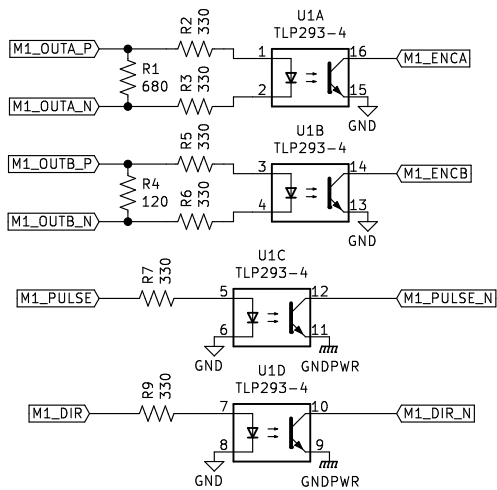 U1A
TLP293-4
M1_OUTA_P
R2
330
1
16
M1_ENCA
R1
680
R3
330
2
15
M1_OUTA_N
GND
U1B
TLP293-4
M1_OUTB_P
R5
330
3
14
M1_ENCB
R4
120
R6
330
4
13
M1_OUTB_N
GND
U1C
TLP293-4
M1_PULSE
R7
330
5
12
M1_PULSE_N
6
11
GND
GNDPWR
U1D
TLP293-4
M1_DIR
R9
330
7
10
M1_DIR_N
8
9
GND
GNDPWR